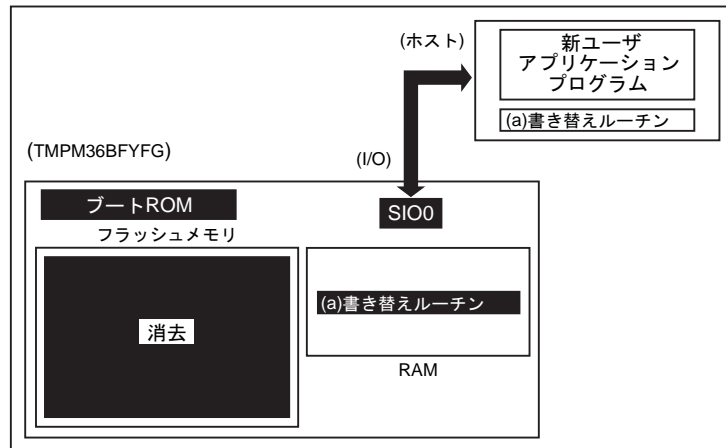 (ホスト)
新ユーザ
アプリケーション
プログラム
(a)書き替えルーチン
(TMPM36BFYFG)
(I/O)
ブートROM
SIO0
フラッシュメモリ
(a)書き替えルーチン
消去
RAM